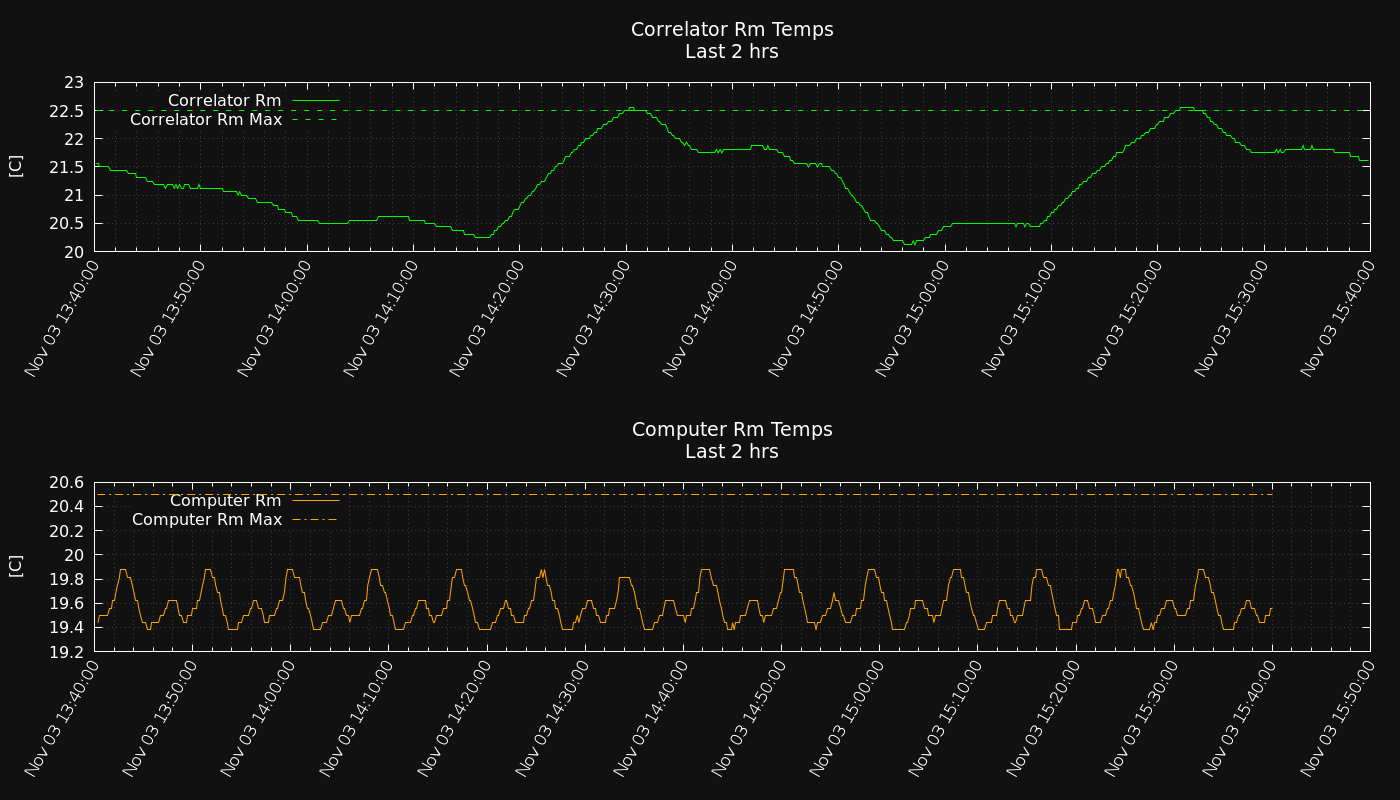 Correlator Rm Temps
Last 2 hrs
23
22.5
22
21.5
21
20.5
20
[C]
Correlator Rm
Correlator Rm Max
Nov 03 13:40:00
Nov 03 13:50:00
Nov 03 14:00:00
Nov 03 14:10:00
Nov 03 14:20:00
Nov 03 14:30:00
Nov 03 14:40:00
Nov 03 14:50:00
Nov 03 15:00:00
Nov 03 15:10:00
Nov 03 15:20:00
Nov 03 15:30:00
Nov 03 15:40:00
Computer Rm Temps
Last 2 hrs
20.6
20.4
20.2
20
19.8
19.6
19.4
19.2
[C]
Computer Rm
Computer Rm Max
Nov 03 13:40:00
Nov 03 13:50:00
Nov 03 14:00:00
Nov 03 14:10:00
Nov 03 14:20:00
Nov 03 14:30:00
Nov 03 14:40:00
Nov 03 14:50:00
Nov 03 15:00:00
Nov 03 15:10:00
Nov 03 15:20:00
Nov 03 15:30:00
Nov 03 15:40:00
Nov 03 15:50:00